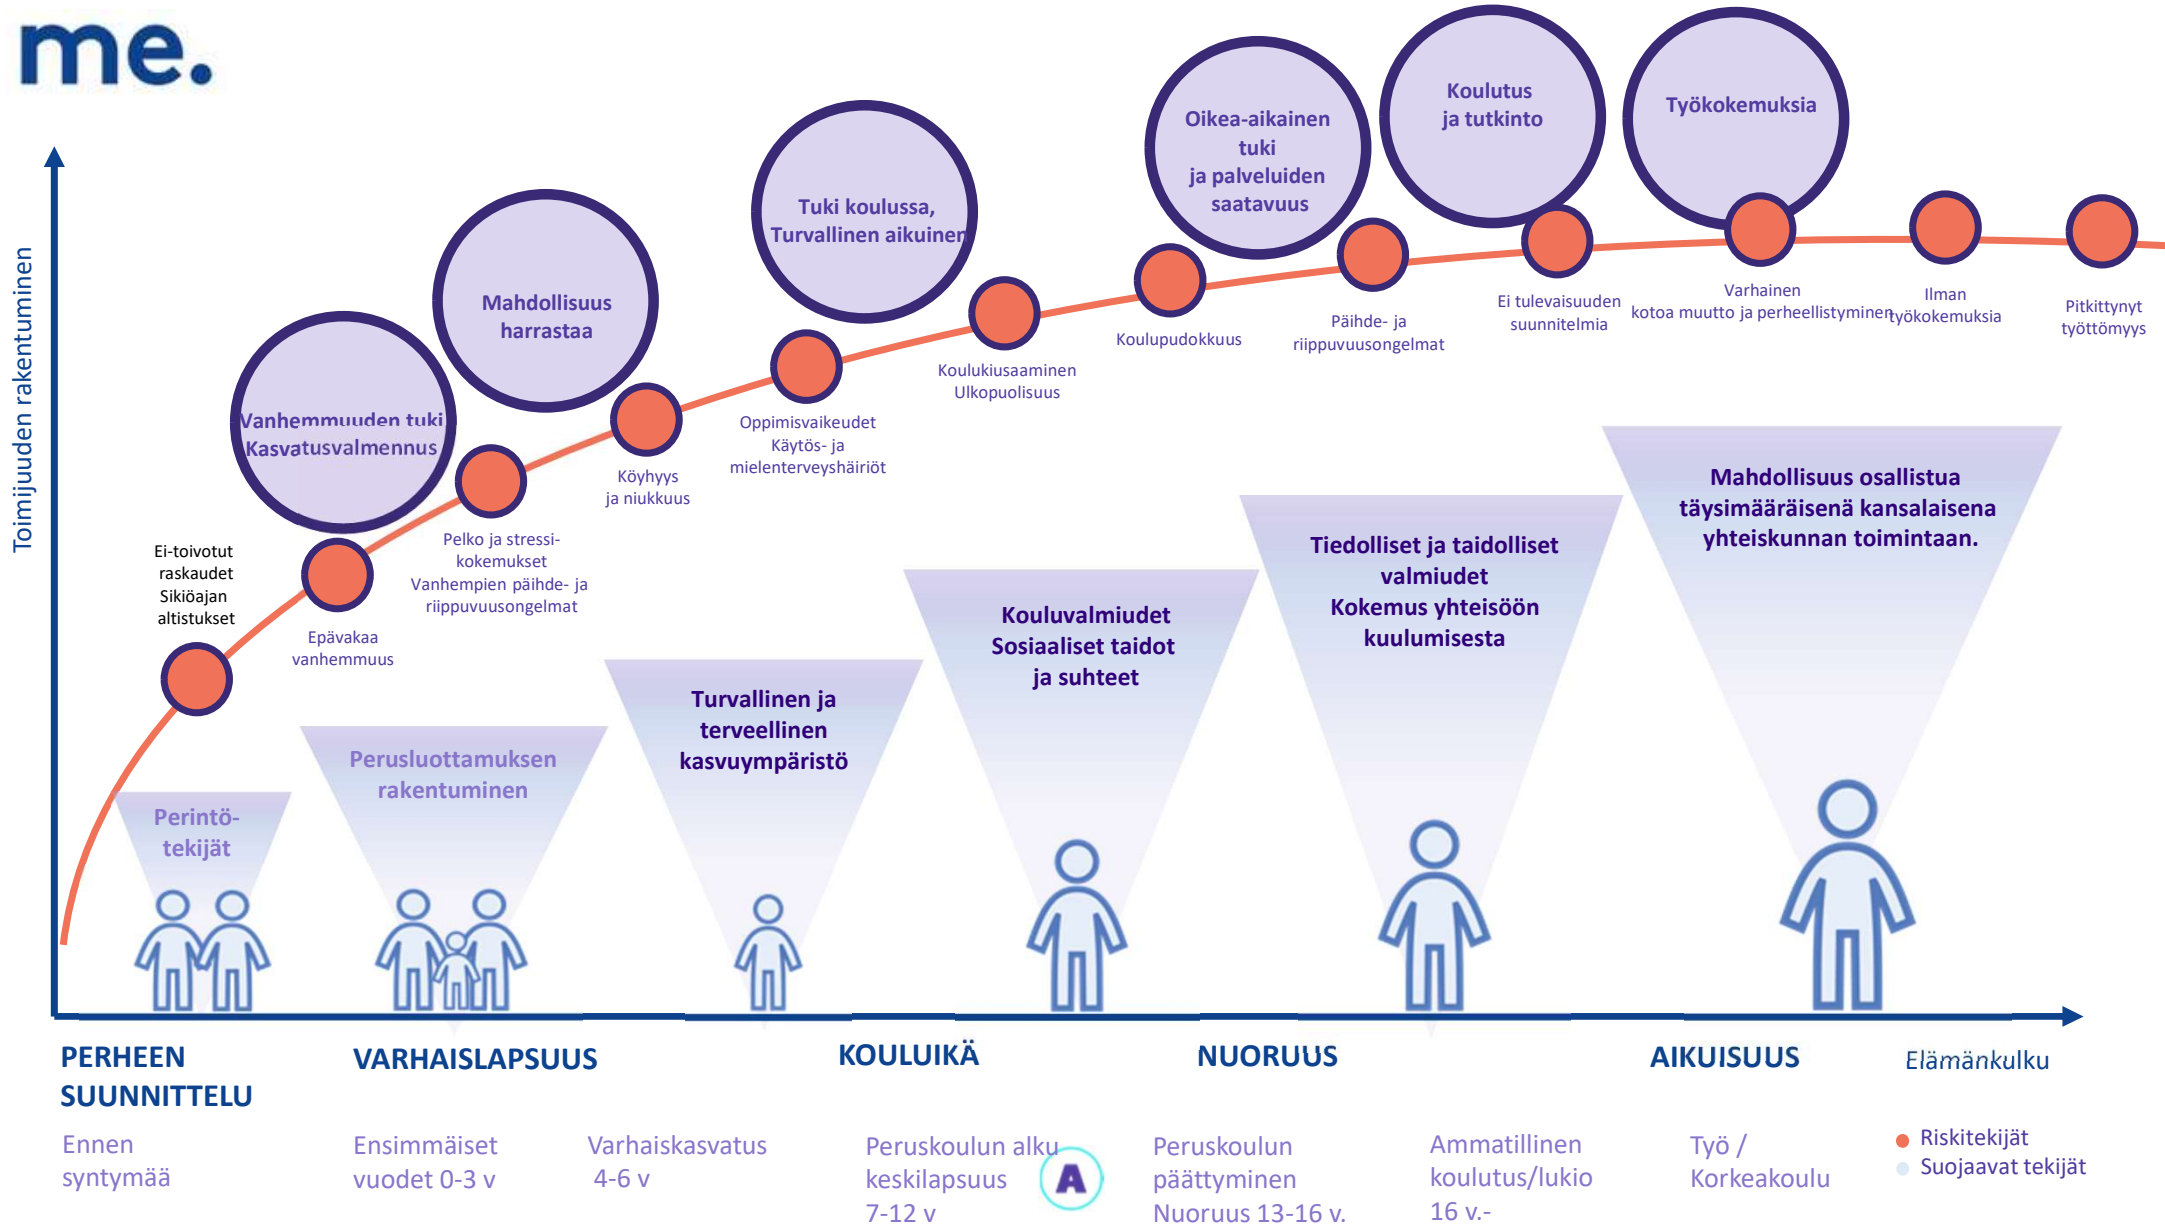 me.
Toimijuuden rakentuminen
Vanhemmuuden tuki
Kasvatusvalmennus
Mahdollisuus
harrastaa
Tuki koulussa,
Turvallinen aikuinen
Oikea-aikainen
tuki
ja palveluiden
saatavuus
Koulutus
ja tutkinto
Työkokemuksia
Ei-toivotut
raskaudet
Sikiöajan
altistukset
Epävakaa
vanhemmuus
Pelko ja stressi-
kokemukset
Vanhempien päihde- ja
riippuvuusongelmat
Köyhyys
ja niukkuus
Oppimisvaikeudet
Käytös- ja
mielenterveyshäiriöt
Koulukiusaaminen
Ulkopuolisuus
Koulupudokkuus
Päihde- ja
riippuvuusongelmat
Ei tulevaisuuden
suunnitelmia
Varhainen
kotoa muutto ja perheellistyminen
Ilman
työkokemuksia
Pitkittynyt
työttömyys
Perintö-
tekijät
Perusluottamuksen
rakentuminen
Turvallinen ja
terveellinen
kasvuympäristö
Kouluvalmiudet
Sosiaaliset taidot
ja suhteet
Tiedolliset ja taidolliset
valmiudet
Kokemus yhteisöön
kuulumisesta
Mahdollisuus osallistua
täysimääräisenä kansalaisena
yhteiskunnan toimintaan.
PERHEEN
SUUNNITTELU
VARHAISLAPSUUS
KOULUIKÄ
NUORUUS
AIKUISUUS
Elämänkulku
Ennen
syntymää
Ensimmäiset
vuodet 0-3 v
Varhaiskasvatus
4-6 v
Peruskoulun alku
keskilapsuus
7-12 v
A
Peruskoulun
päättyminen
Nuoruus 13-16 v.
Ammatillinen
koulutus/lukio
16 v.-
Työ /
Korkeakoulu
Riskitekijät
Suojaavat tekijät